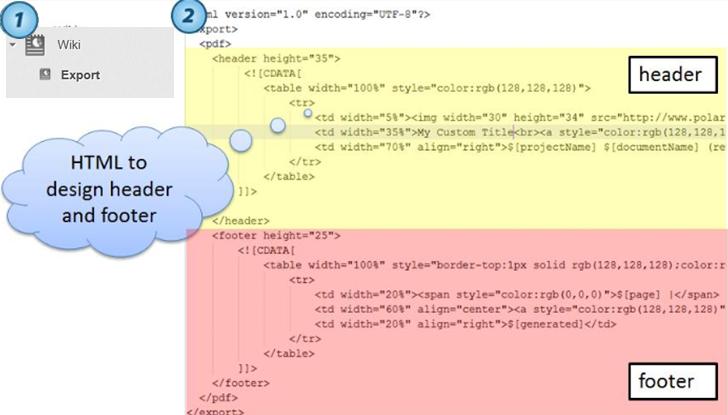 1
Wiki
Export
2
ml version="1.0" encoding="UTF-8"?>
xport>
<pdf>
<header height="35">
<![CDATA[
<table width="100%" style="color:rgb(128,128,128)">
<tr>
<td width="5%"><img width="30" height="34" src="http://www.polar
<td width="35%">My Custom Title<br><a style="color:rgb(128,128,1
<td width="70%" align="right">$[projectName] $[documentName] (re
</tr>
</table>
]]>
</header>
<footer height="25">
<![CDATA[
<table width="100%" style="border-top:1px solid rgb(128,128,128);color:r
<tr>
<td width="20%"><span style="color:rgb(0,0,0)">$[page] |</span>
<td width="60%" align="center"><a style="color:rgb(128,128,128)"
<td width="20%" align="right">$[generated]</td>
</tr>
</table>
]]>
</footer>
</pdf>
</export>
header
HTML to
design header
and footer
footer